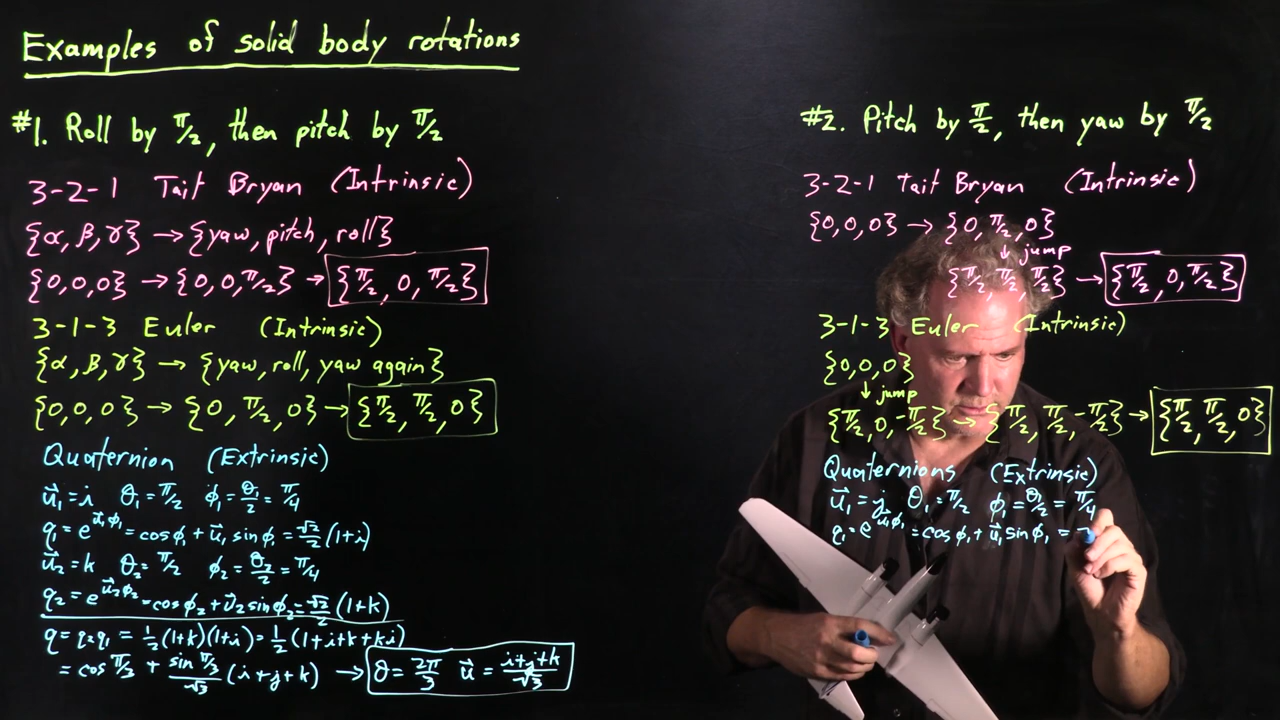 Examples of solid body rotations
#1. Roll by π/2, then pitch by π/2
3-2-1 Tait Bryan (Intrinsic)
{α, β, γ} → {yaw, pitch, roll}
{0,0,0} → {0,0,π/2} → {π/2, 0, π/2}
3-1-3 Euler (Intrinsic)
{α, β, γ} → {yaw, roll, yaw again}
{0,0,0} → {0, π/2, 0} → {π/2, π/2, 0}
Quaternion (Extrinsic)
u⃗₁ = i θ₁ = π/2 ϕ₁ = θ₁/2 = π/4
q₁ = e^{u⃗₁ϕ₁} = cos ϕ₁ + u⃗₁ sin ϕ₁ = √2/2 (1+i)
u⃗₂ = k θ₂ = π/2 ϕ₂ = θ₂/2 = π/4
q₂ = e^{u⃗₂ϕ₂} = cos ϕ₂ + u⃗₂ sin ϕ₂ = √2/2 (1+k)
q = q₂q₁ = 1/2 (1+k)(1+i) = 1/2 (1+i+k+ki)
= cos π/3 + sin π/3 / √3 (i+j+k) → θ = 2π/3 u⃗ = (i+j+k)/√3
#2. Pitch by π/2, then yaw by π/2
3-2-1 Tait Bryan (Intrinsic)
{0,0,0} → {0, π/2, 0}
↓ jump
{π/2, π/2, π/2} → {π/2, 0, π/2}
3-1-3 Euler (Intrinsic)
{0,0,0}
↓ jump
{π/2, 0, -π/2} → {π/2, π/2, -π/2} → {π/2, π/2, 0}
Quaternions (Extrinsic)
u⃗₁ = j θ₁ = π/2 ϕ₁ = θ₁/2 = π/4
q₁ = e^{u⃗₁ϕ₁} = cos ϕ₁ + u⃗₁ sin ϕ₁ =